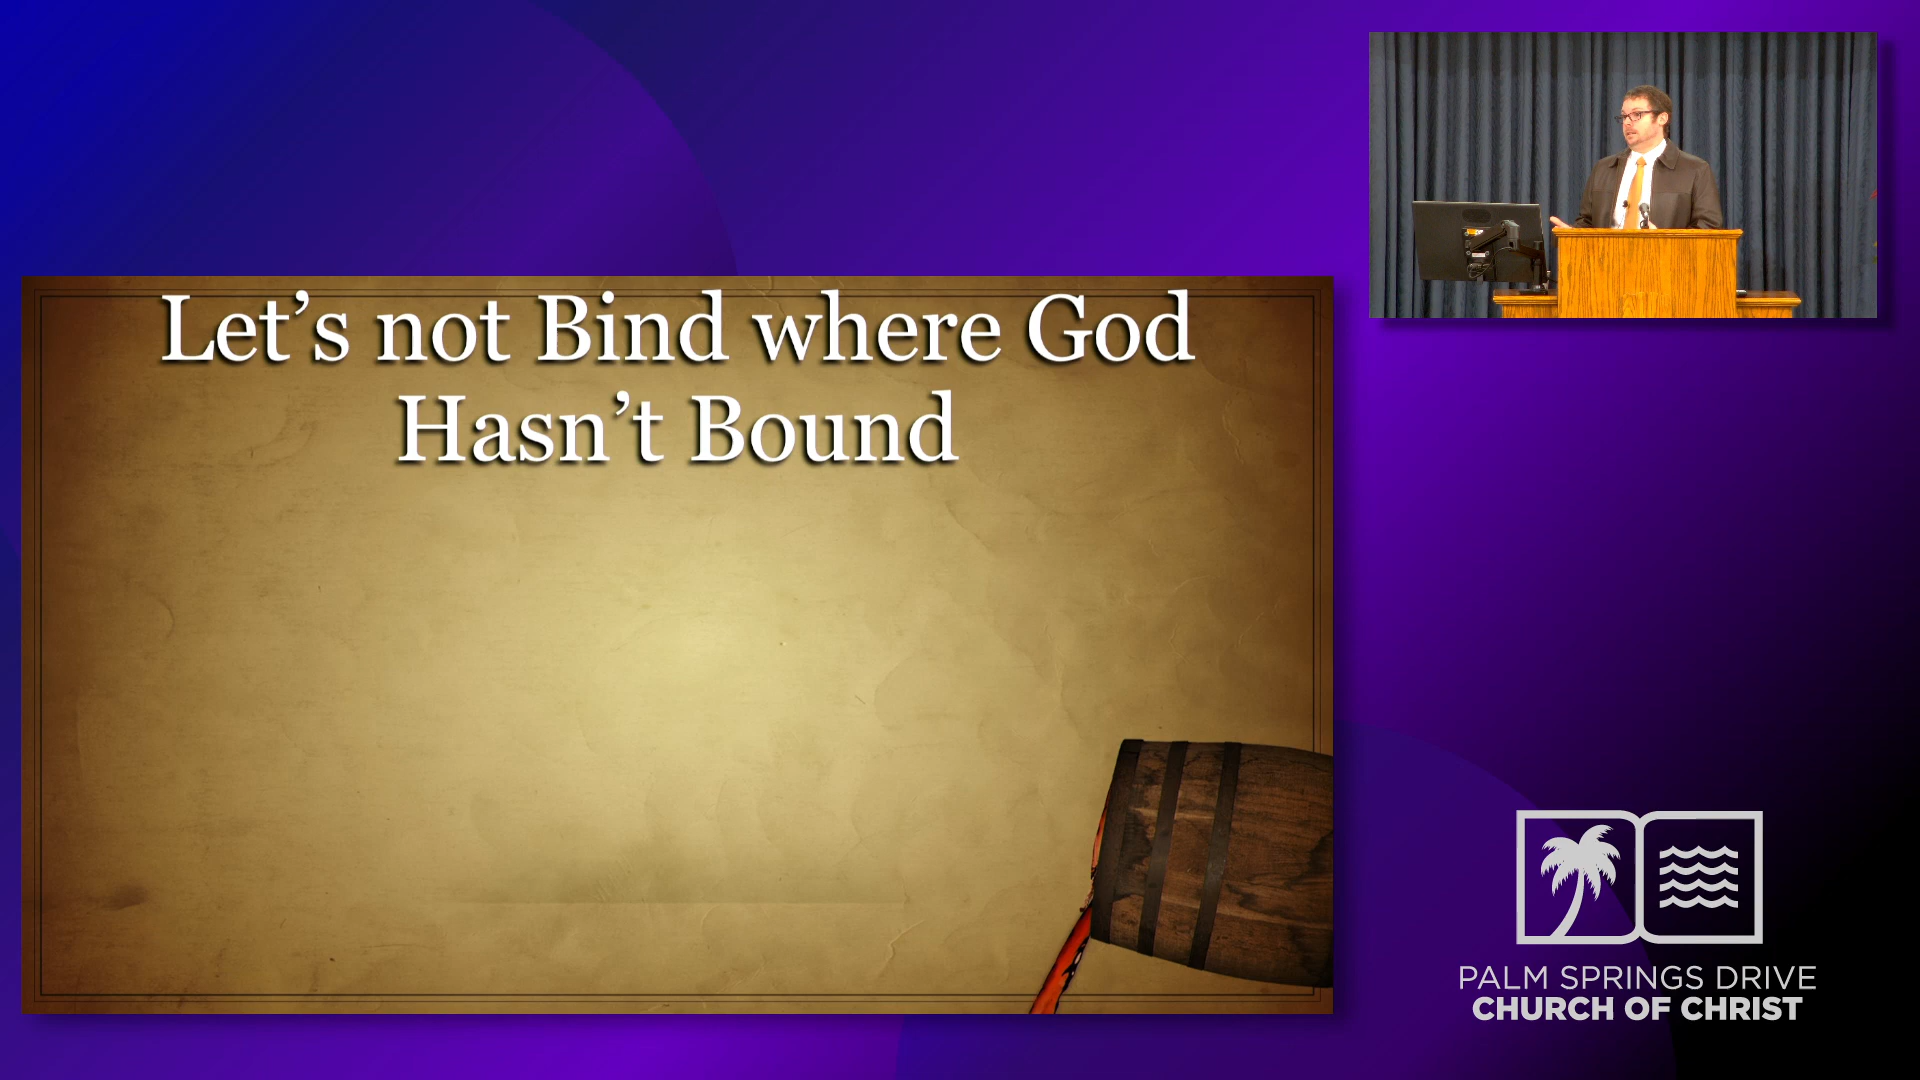 Let’s not Bind where God
Hasn’t Bound
PALM SPRINGS DRIVE
CHURCH OF CHRIST